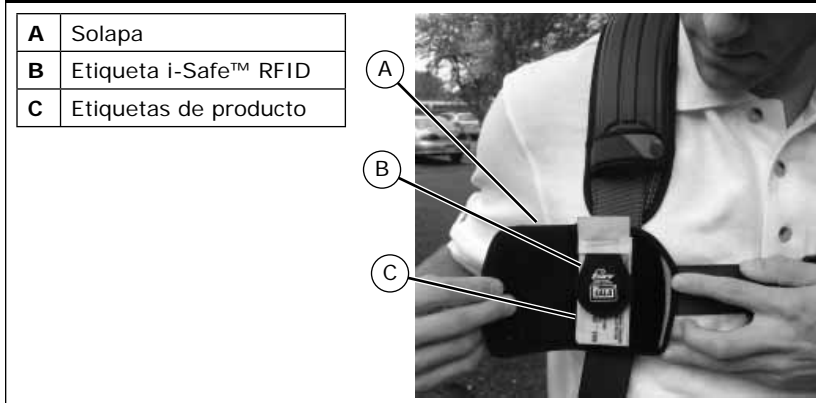 A Solapa
B Etiqueta i-Safe™ RFID
C Etiquetas de producto
A
B
C